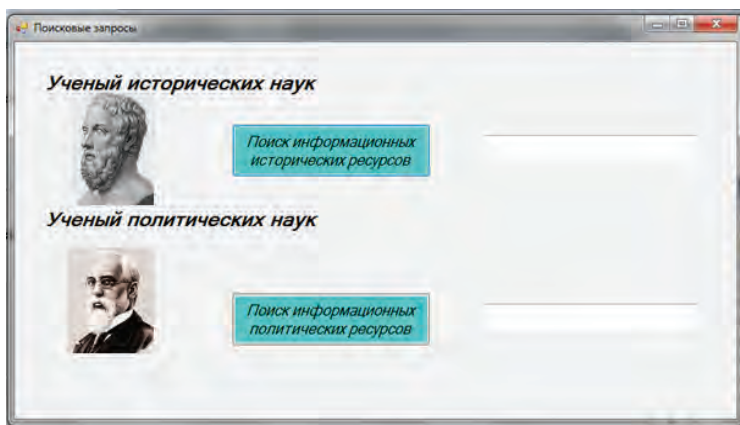 Поисковые запросы
Ученый исторических наук
Поиск информационных
исторических ресурсов
Ученый политических наук
Поиск информационных
политических ресурсов